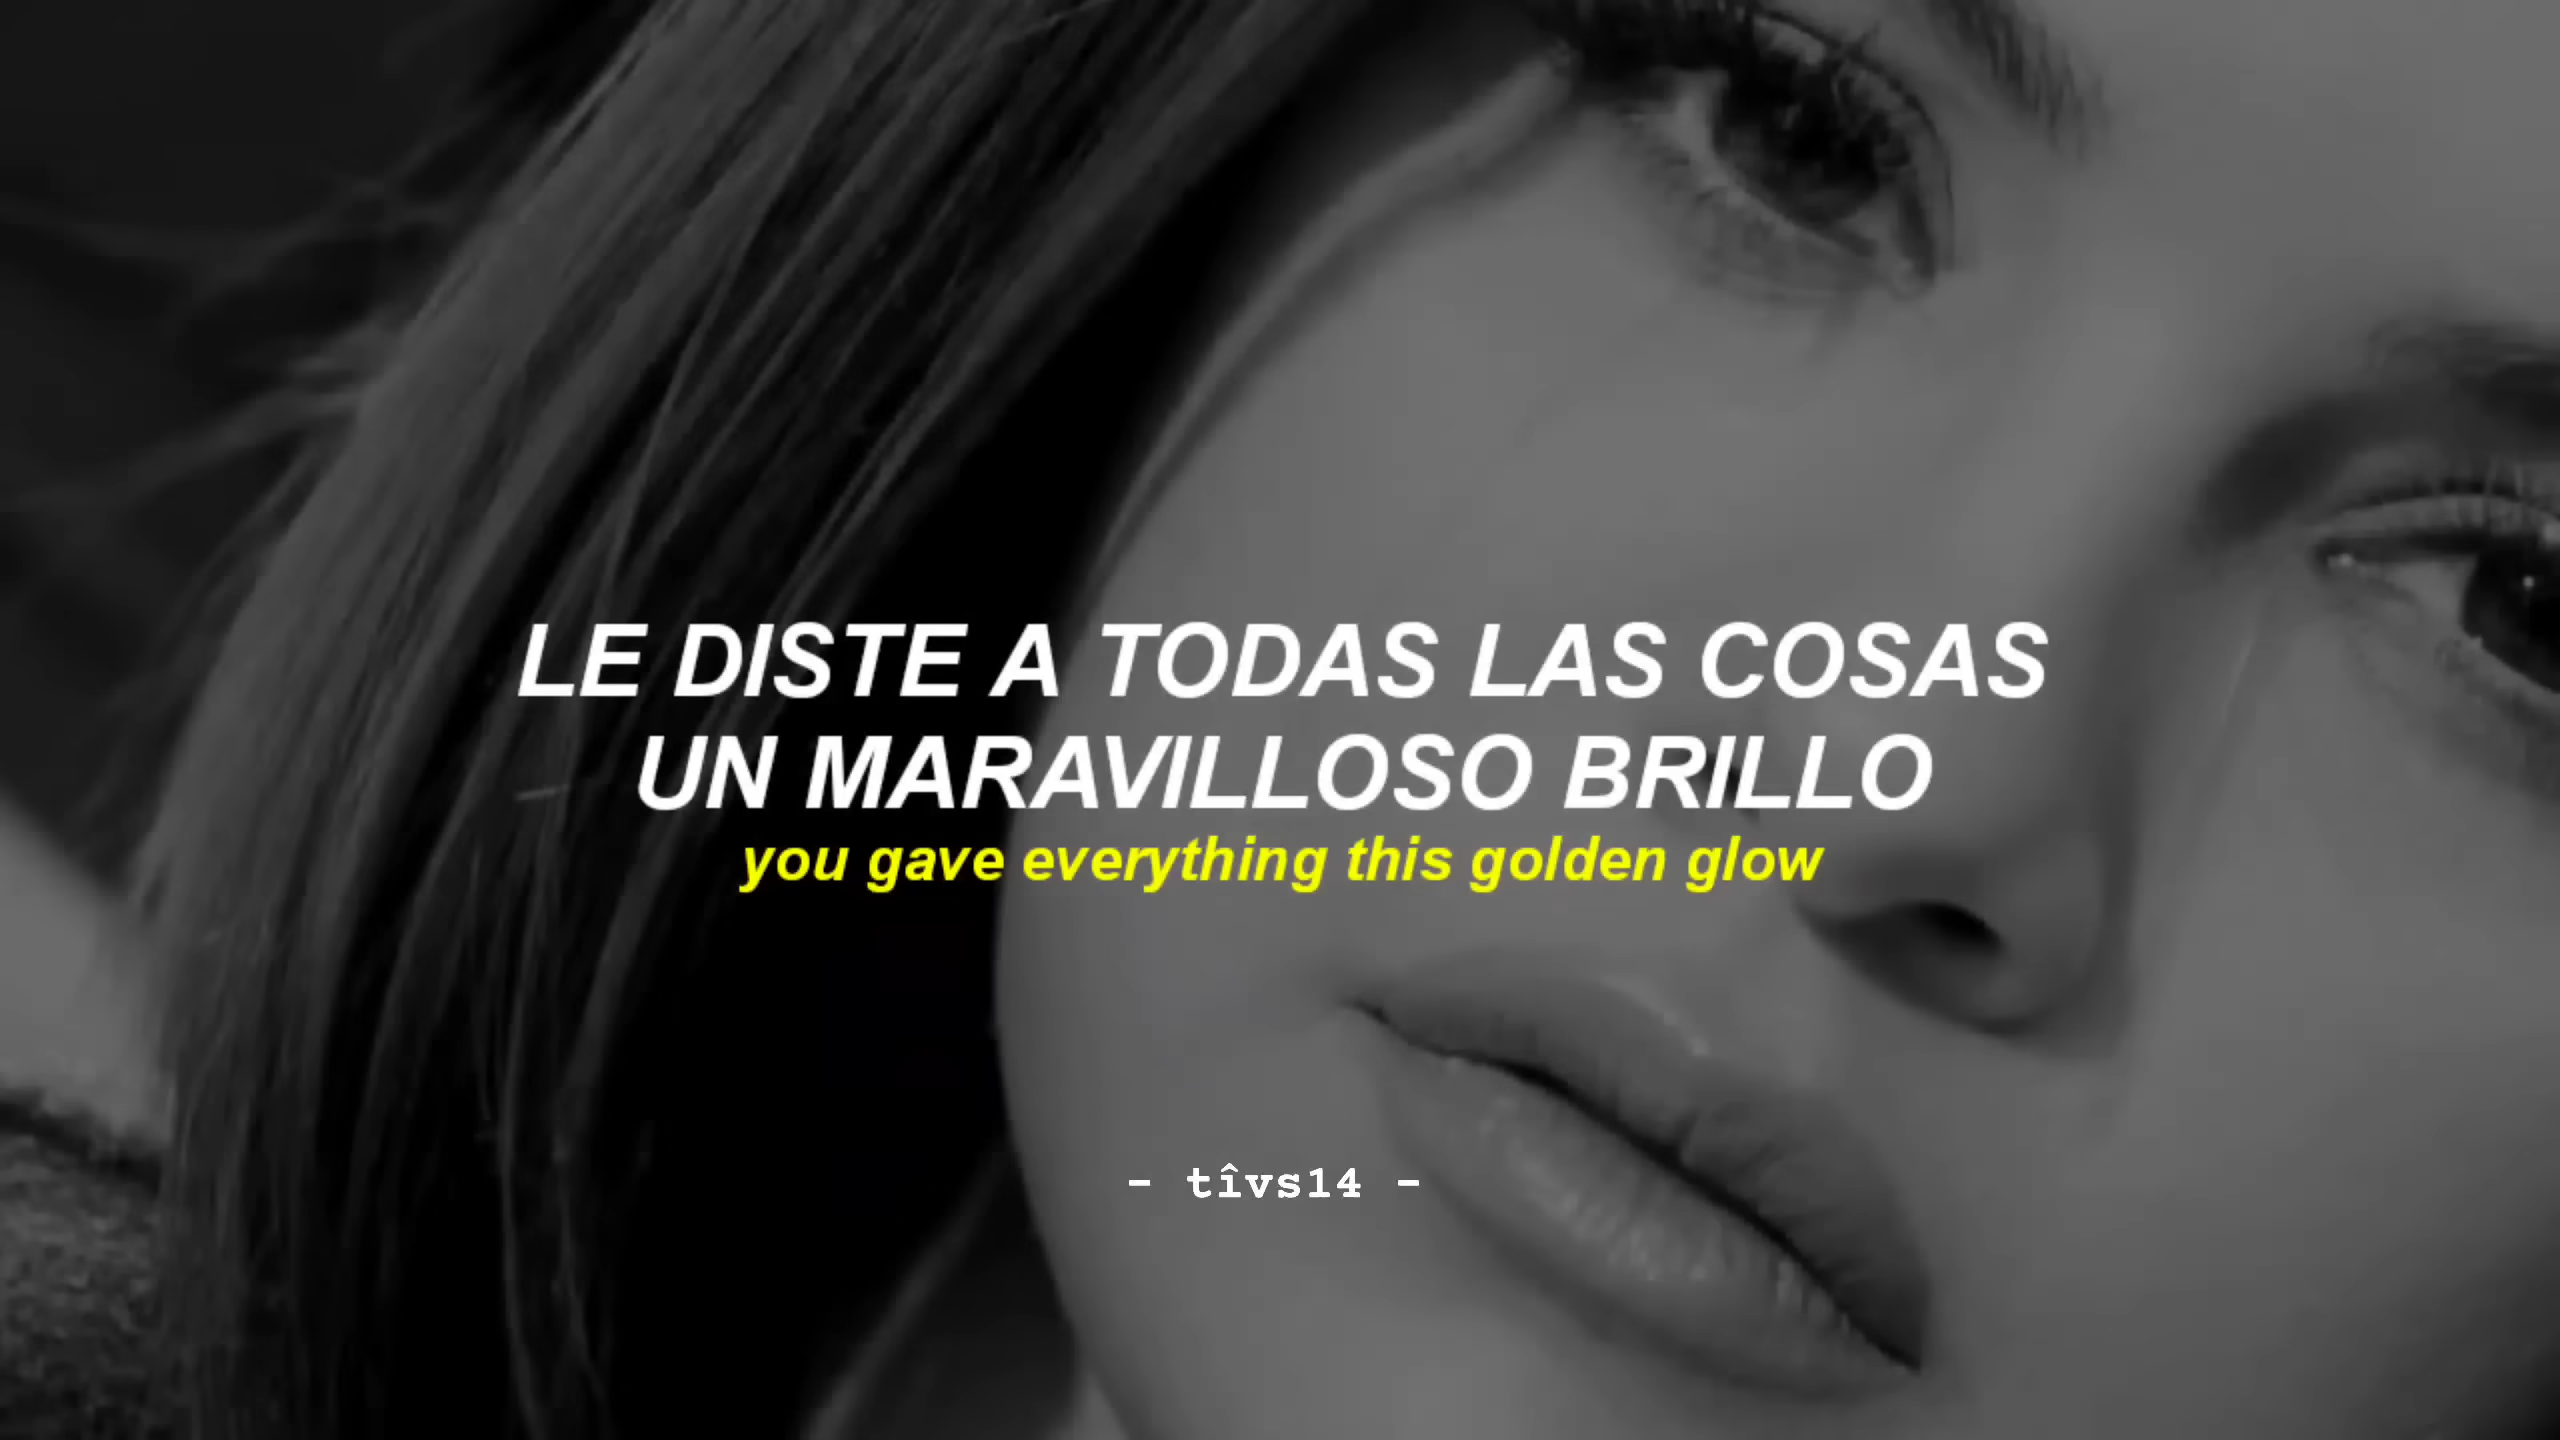 LE DISTE A TODAS LAS COSAS
UN MARAVILLOSO BRILLO
you gave everything this golden glow
- tîvs14 -